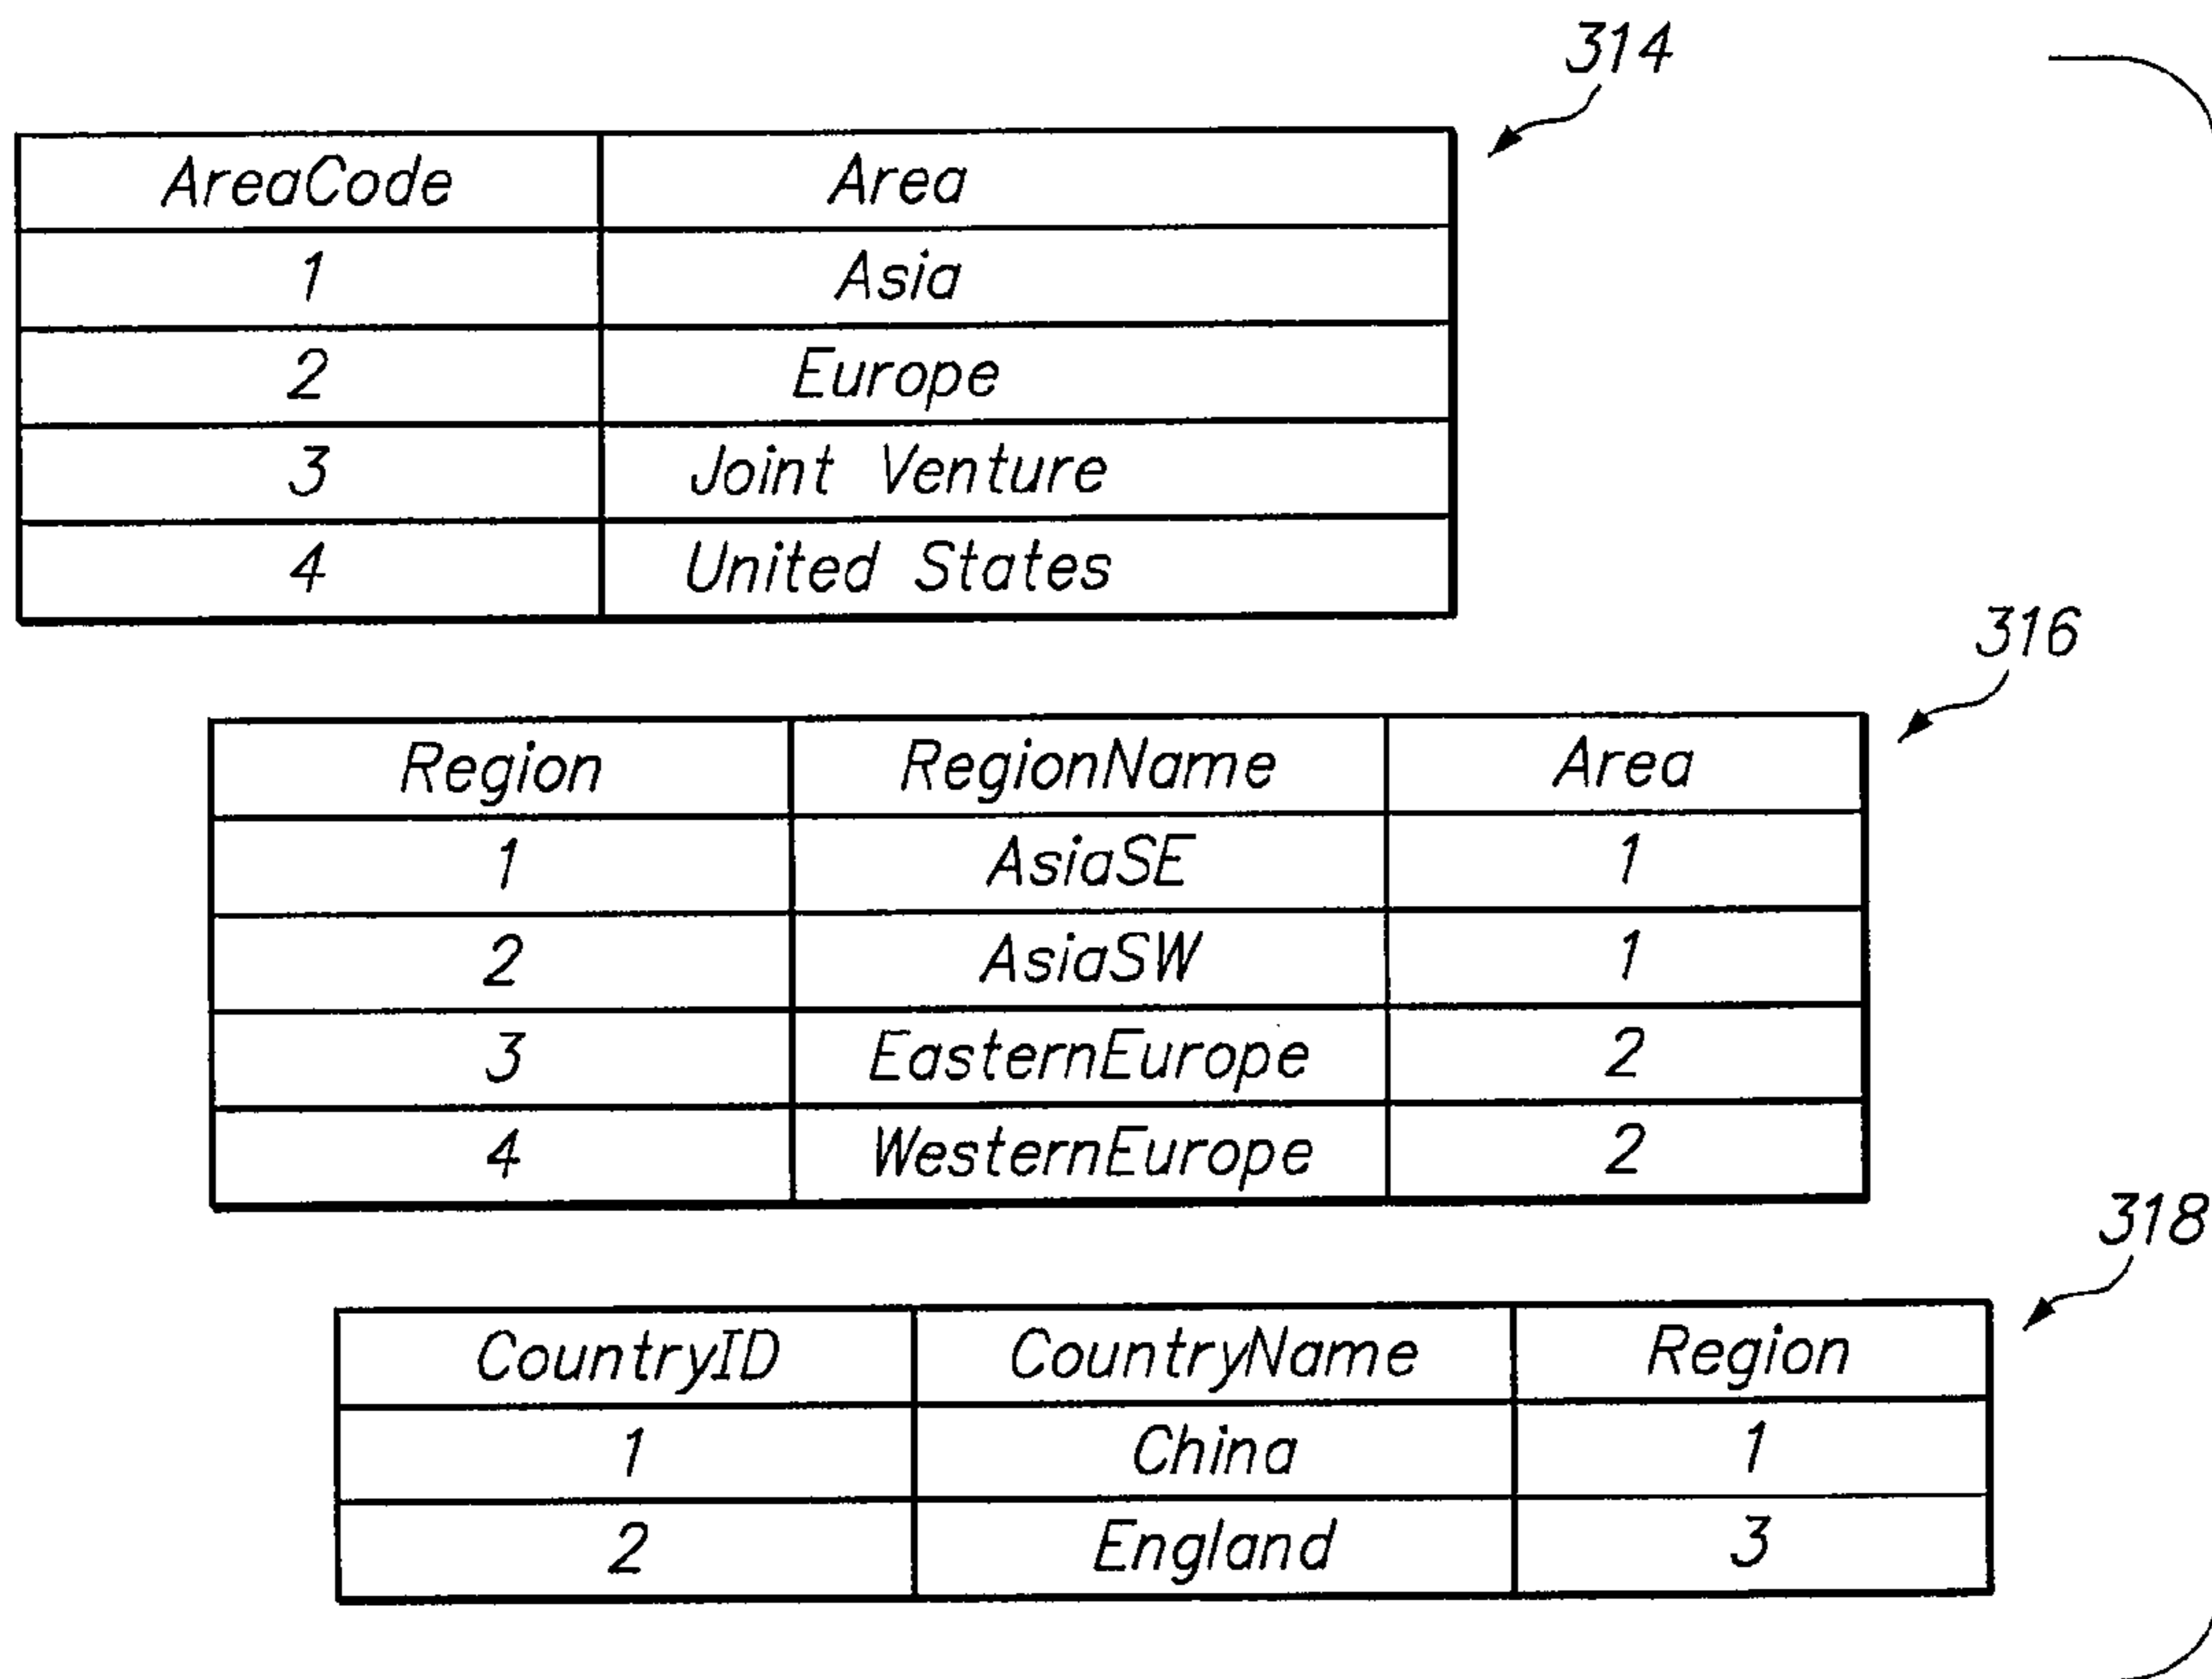 314
AreaCode Area
1 Asia
2 Europe
3 Joint Venture
4 United States
316
Region RegionName Area
1 AsiaSE 1
2 AsiaSW 1
3 EasternEurope 2
4 WesternEurope 2
318
CountryID CountryName Region
1 China 1
2 England 3